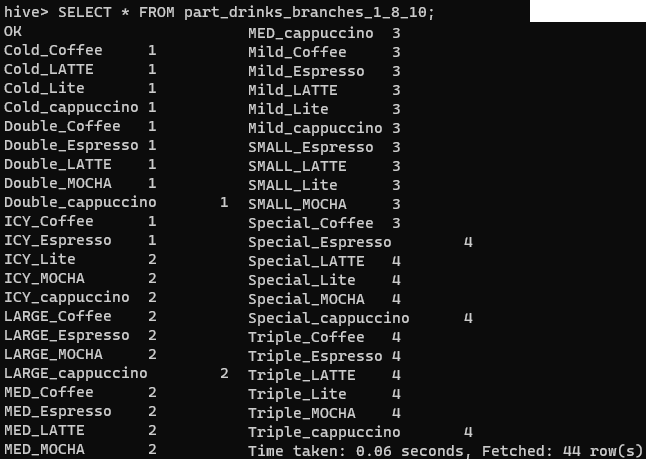 hive> SELECT * FROM part_drinks_branches_1_8_10;
OK
Cold_Coffee 1
Cold_LATTE 1
Cold_Lite 1
Cold_cappuccino 1
Double_Coffee 1
Double_Espresso 1
Double_LATTE 1
Double_MOCHA 1
Double_cappuccino 1
ICY_Coffee 1
ICY_Espresso 1
ICY_Lite 2
ICY_MOCHA 2
ICY_cappuccino 2
LARGE_Coffee 2
LARGE_Espresso 2
LARGE_MOCHA 2
LARGE_cappuccino 2
MED_Coffee 2
MED_Espresso 2
MED_LATTE 2
MED_MOCHA 2
MED_cappuccino 3
Mild_Coffee 3
Mild_Espresso 3
Mild_LATTE 3
Mild_Lite 3
Mild_cappuccino 3
SMALL_Espresso 3
SMALL_LATTE 3
SMALL_Lite 3
SMALL_MOCHA 3
Special_Coffee 3
Special_Espresso 4
Special_LATTE 4
Special_Lite 4
Special_MOCHA 4
Special_cappuccino 4
Triple_Coffee 4
Triple_Espresso 4
Triple_LATTE 4
Triple_Lite 4
Triple_MOCHA 4
Triple_cappuccino 4
Time taken: 0.06 seconds, Fetched: 44 row(s)